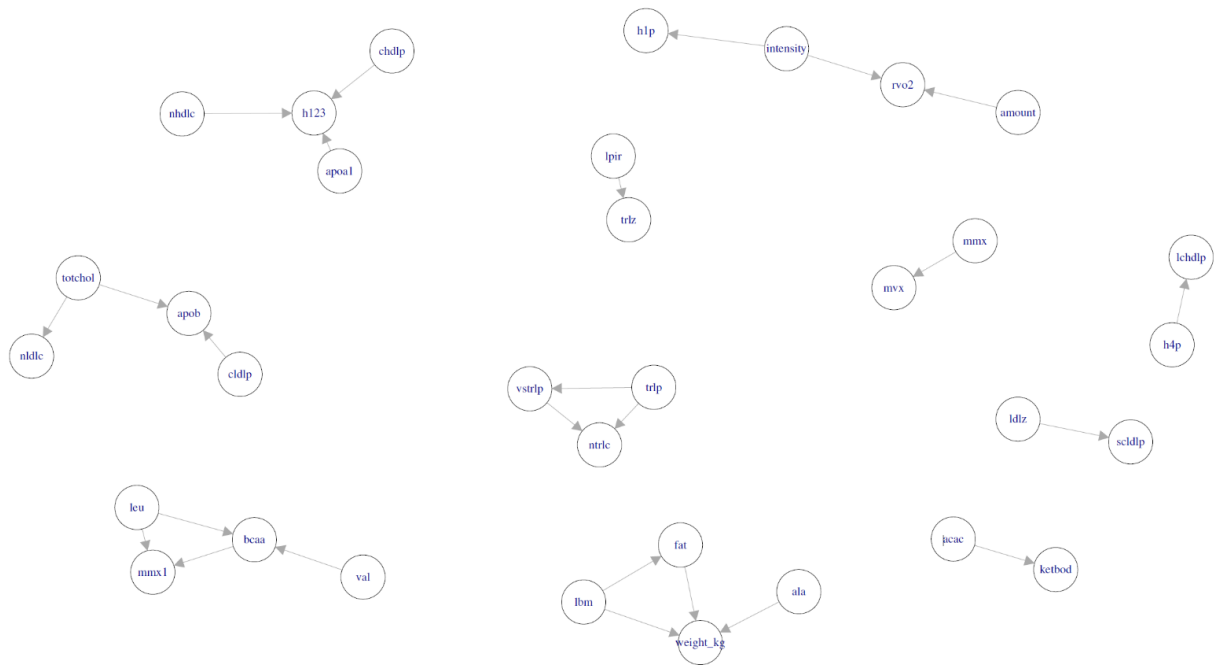 h1p
intensity
chdlp
rvo2
nhdlc
h123
amount
lpir
apoa1
trlz
mmx
lchdlp
totchol
mvx
apob
h4p
nldlc
cldlp
vstrlp
trlp
ldlz
scldlp
ntrlc
leu
bcaa
acac
fat
mmx1
val
ketbod
ala
lbm
weight_kg